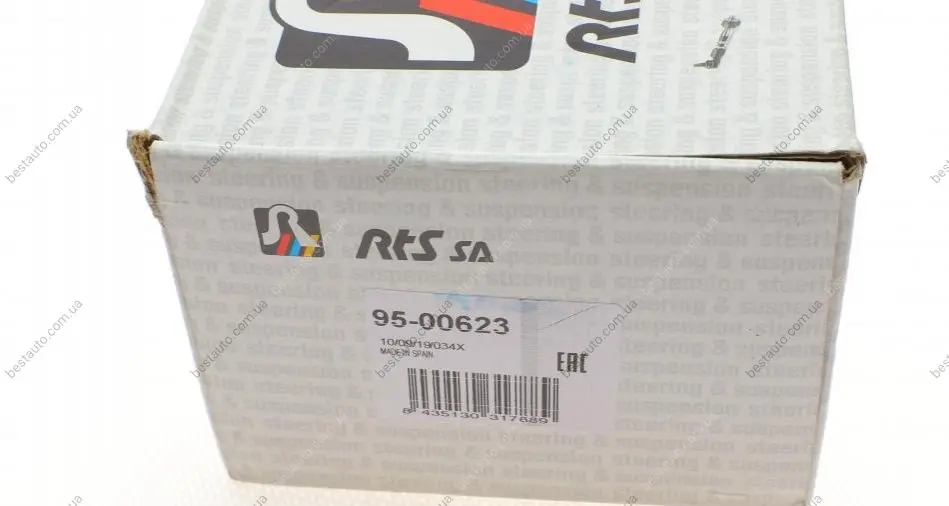 RtS SA
steering & suspension steering & suspension
RtS SA
95-00623
10/09/19/034X
MADE IN SPAIN
EAC
8 435130 317689
bestauto.com.ua